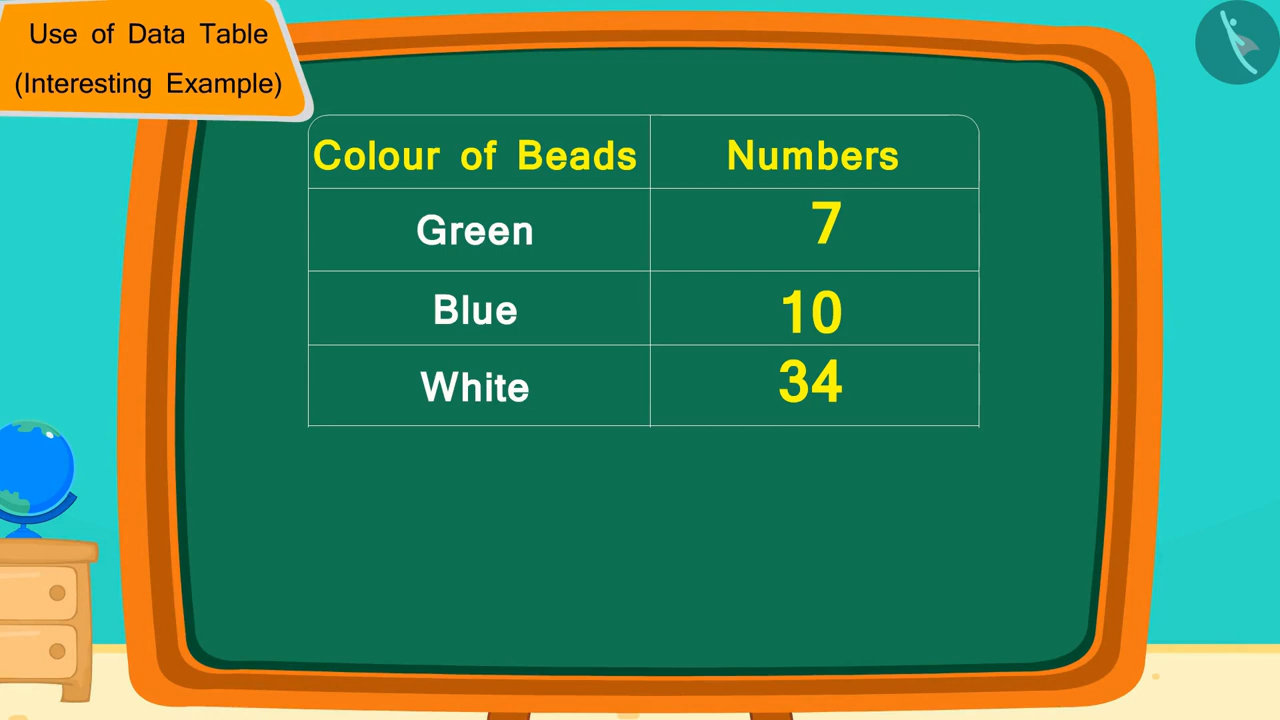 Use of Data Table
(Interesting Example)
Colour of Beads Numbers
Green 7
Blue 10
White 34